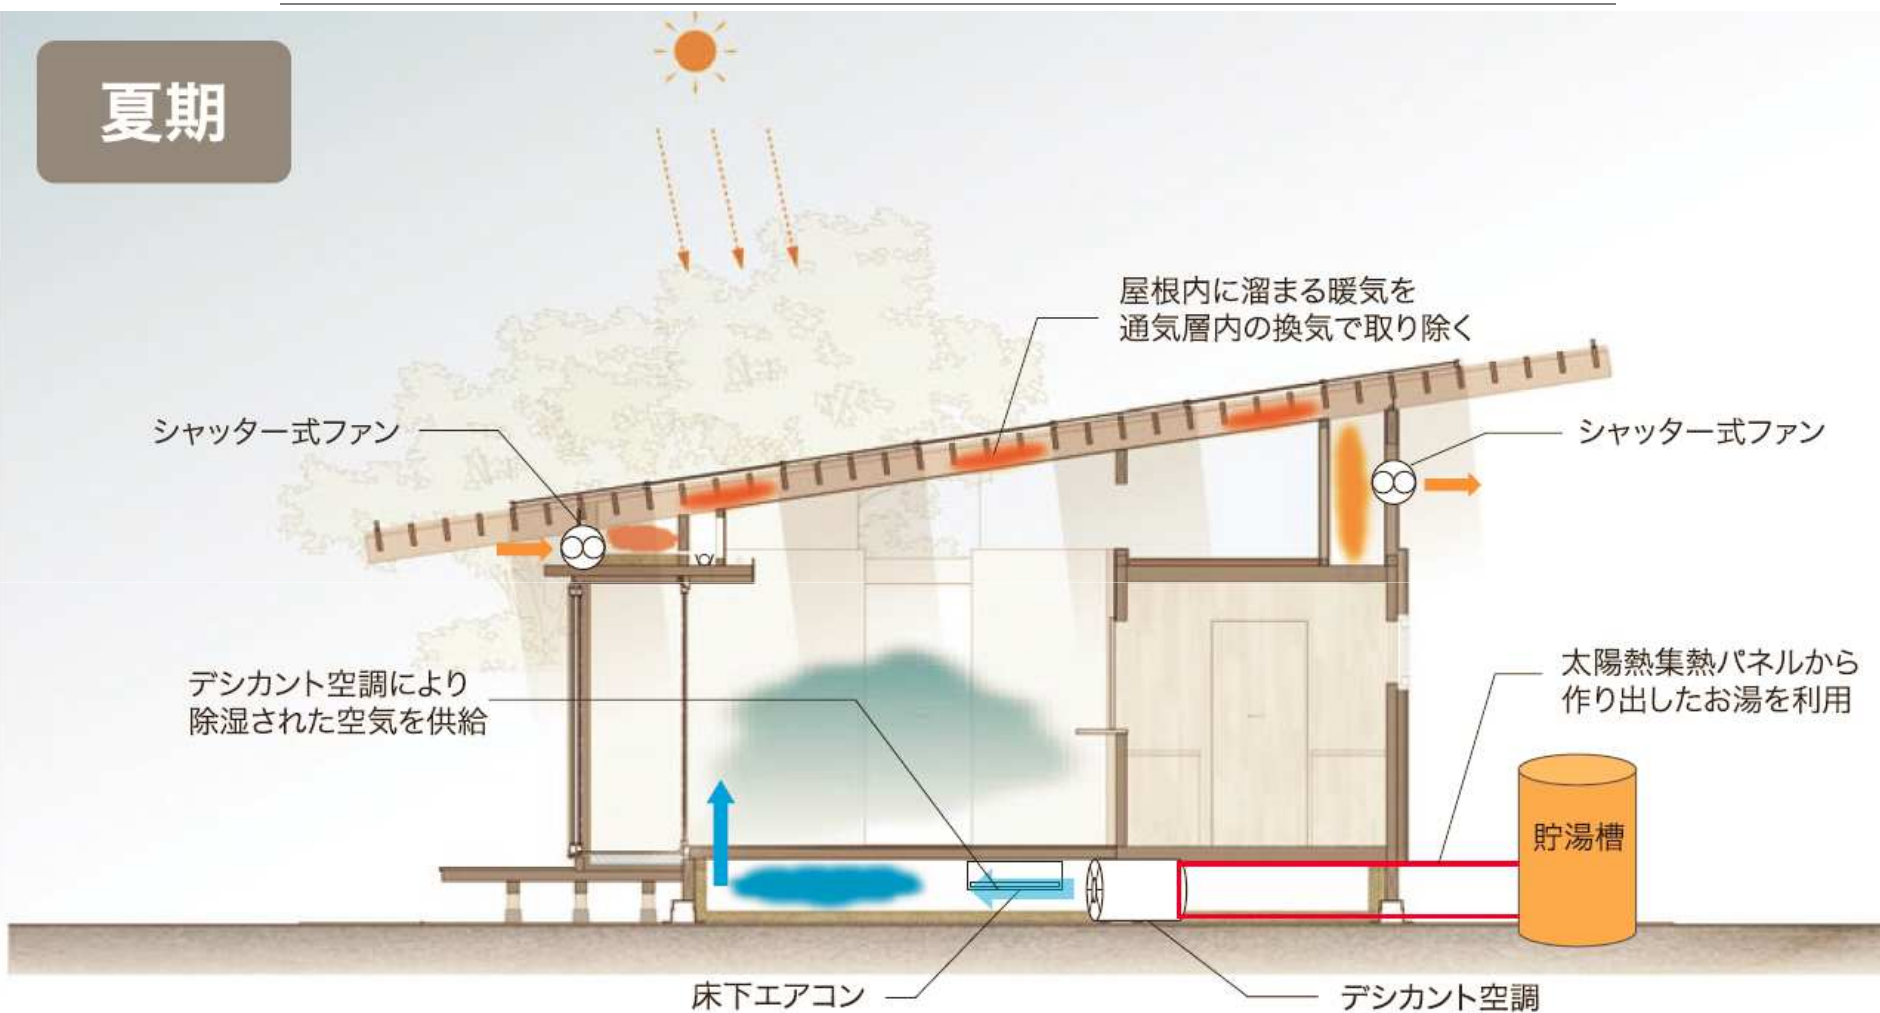 夏期
屋根内に溜まる暖気を
通気層内の換気で取り除く
シャッター式ファン
シャッター式ファン
デシカント空調により
除湿された空気を供給
太陽熱集熱パネルから
作り出したお湯を利用
貯湯槽
床下エアコン
デシカント空調